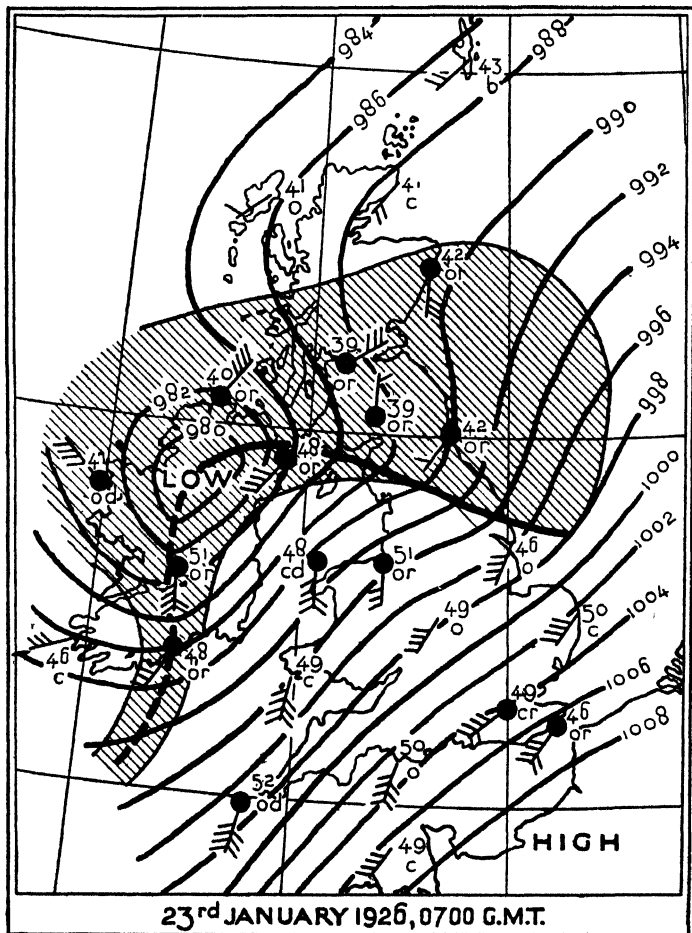 984
988
43
b
986
990
41
o
41
c
992
42
or
994
39
or
996
40
or
982
39
or
998
980
42
or
48
or
LOW
od
1000
51
or
48
cd
51
or
46
o
1002
49
o
50
c
1004
46
c
48
or
49
c
1006
49
cr
46
or
1008
50
o
52
od
49
c
HIGH
23rd JANUARY 1926, 0700 G.M.T.